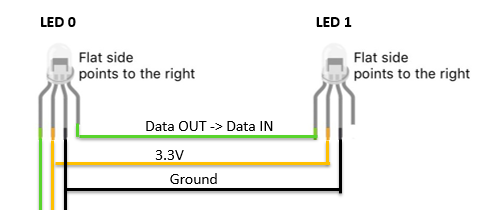 LED 0
LED 1
Flat side
points to the right
Flat side
points to the right
Data OUT -> Data IN
3.3V
Ground